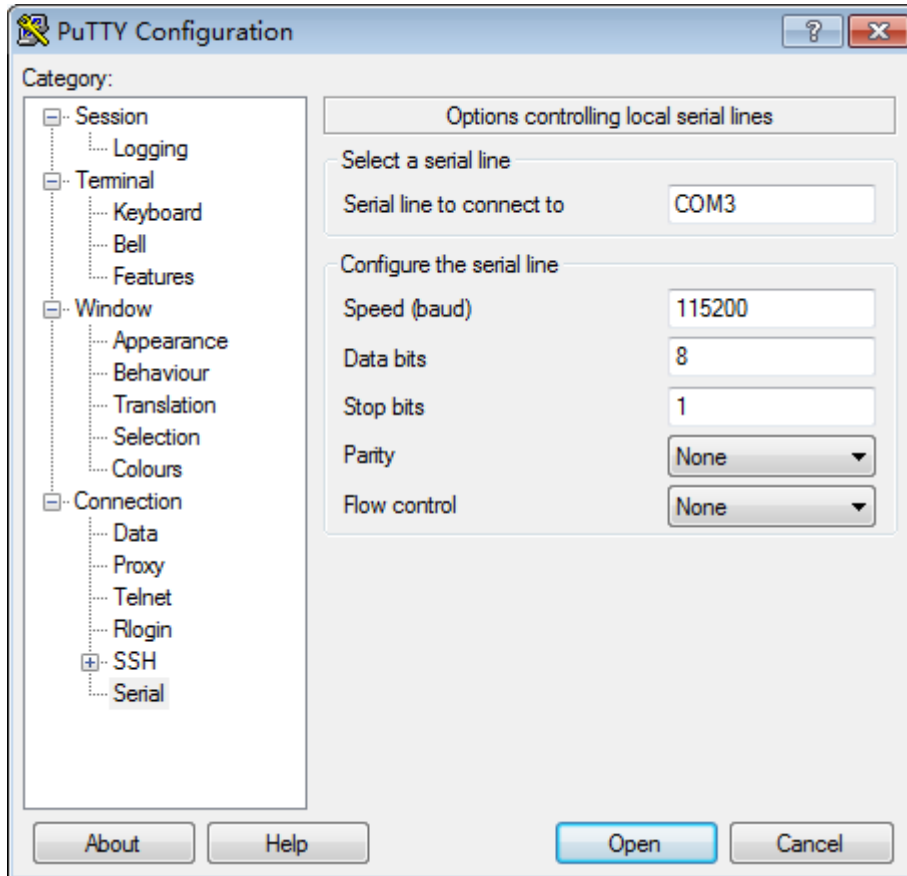 PuTTY Configuration
Category:
Session
Logging
Terminal
Keyboard
Bell
Features
Window
Appearance
Behaviour
Translation
Selection
Colours
Connection
Data
Proxy
Telnet
Rlogin
SSH
Serial
Options controlling local serial lines
Select a serial line
Serial line to connect to COM3
Configure the serial line
Speed (baud) 115200
Data bits 8
Stop bits 1
Parity None
Flow control None
About Help Open Cancel